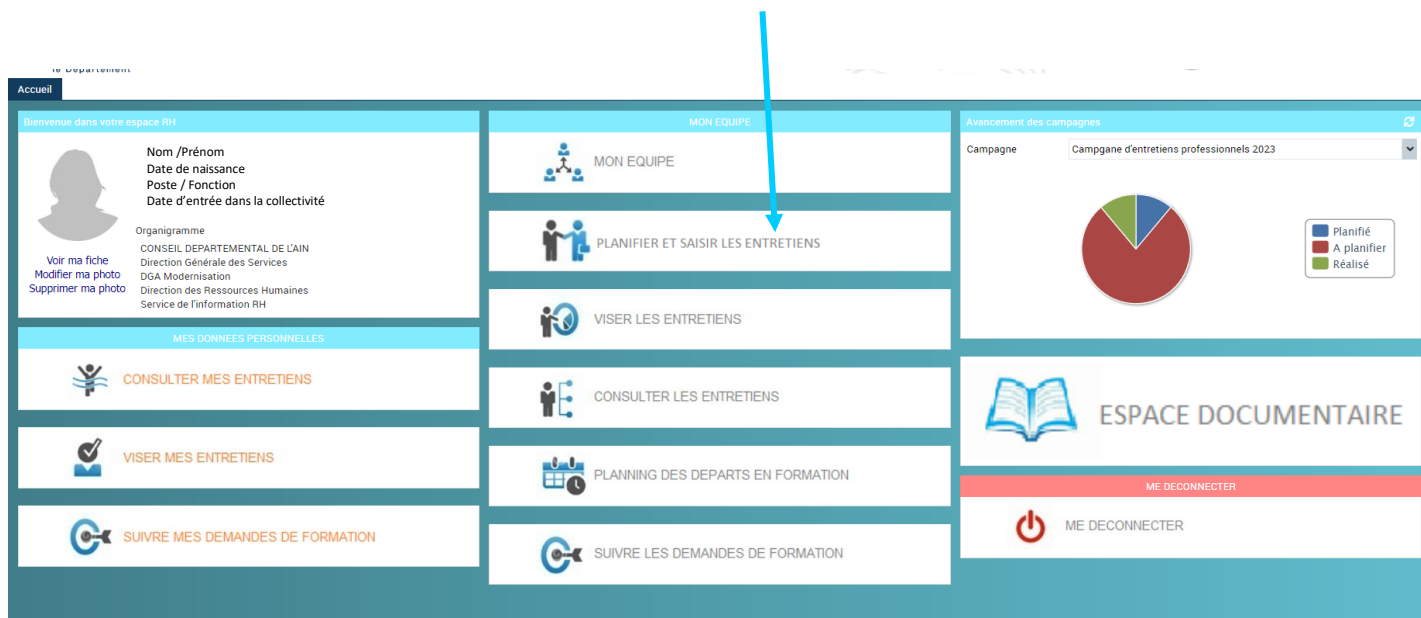 le Département
Accueil
Bienvenue dans votre espace RH
Nom /Prénom
Date de naissance
Poste / Fonction
Date d'entrée dans la collectivité
Organigramme
CONSEIL DEPARTEMENTAL DE L'AIN
Direction Générale des Services
DGA Modernisation
Direction des Ressources Humaines
Service de l'information RH
Voir ma fiche
Modifier ma photo
Supprimer ma photo
MES DONNEES PERSONNELLES
CONSULTER MES ENTRETIENS
VISER MES ENTRETIENS
SUIVRE MES DEMANDES DE FORMATION
MON EQUIPE
MON EQUIPE
PLANIFIER ET SAISIR LES ENTRETIENS
VISER LES ENTRETIENS
CONSULTER LES ENTRETIENS
PLANNING DES DEPARTS EN FORMATION
SUIVRE LES DEMANDES DE FORMATION
Avancement des campagnes
Campagne
Campgane d'entretiens professionnels 2023
Planifié
A planifier
Réalisé
ESPACE DOCUMENTAIRE
ME DECONNECTER
ME DECONNECTER